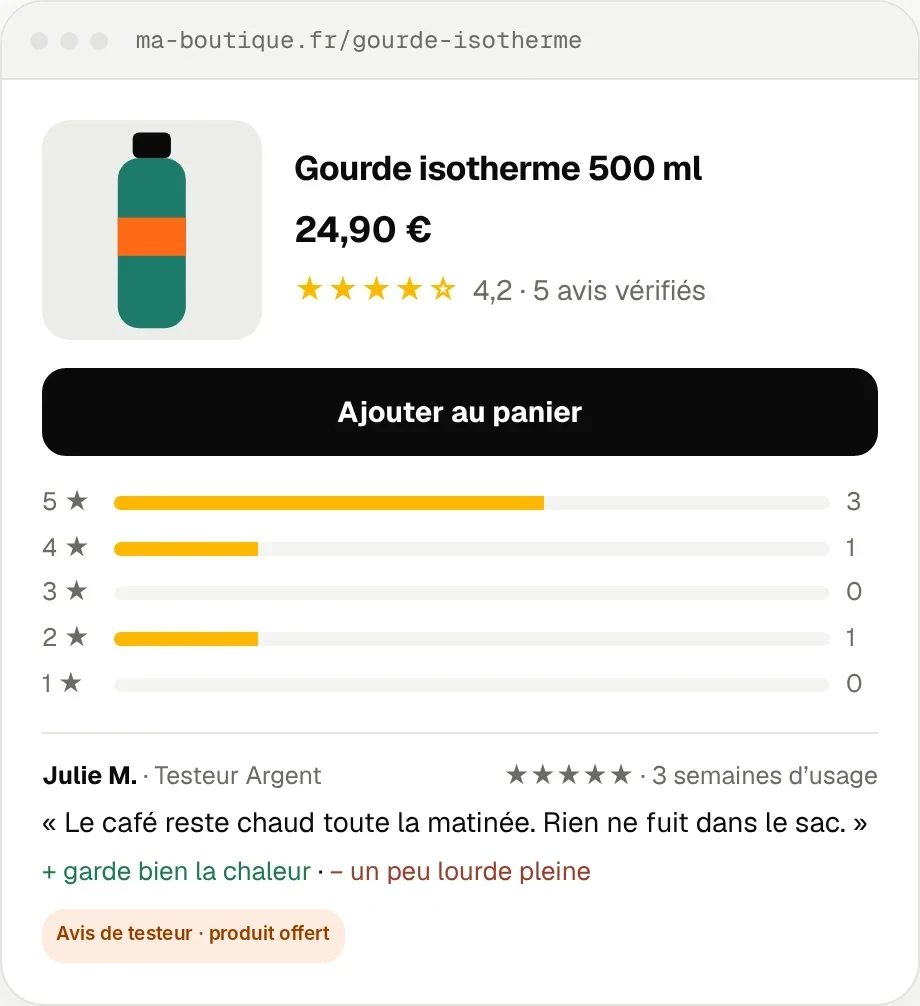 ma-boutique.fr/gourde-isotherme
Gourde isotherme 500 ml
24,90 €
★★★★☆ 4,2 · 5 avis vérifiés
Ajouter au panier
5 ★ 3
4 ★ 1
3 ★ 0
2 ★ 1
1 ★ 0
Julie M. · Testeur Argent ★★★★★ · 3 semaines d’usage
« Le café reste chaud toute la matinée. Rien ne fuit dans le sac. »
+ garde bien la chaleur · − un peu lourde pleine
Avis de testeur · produit offert